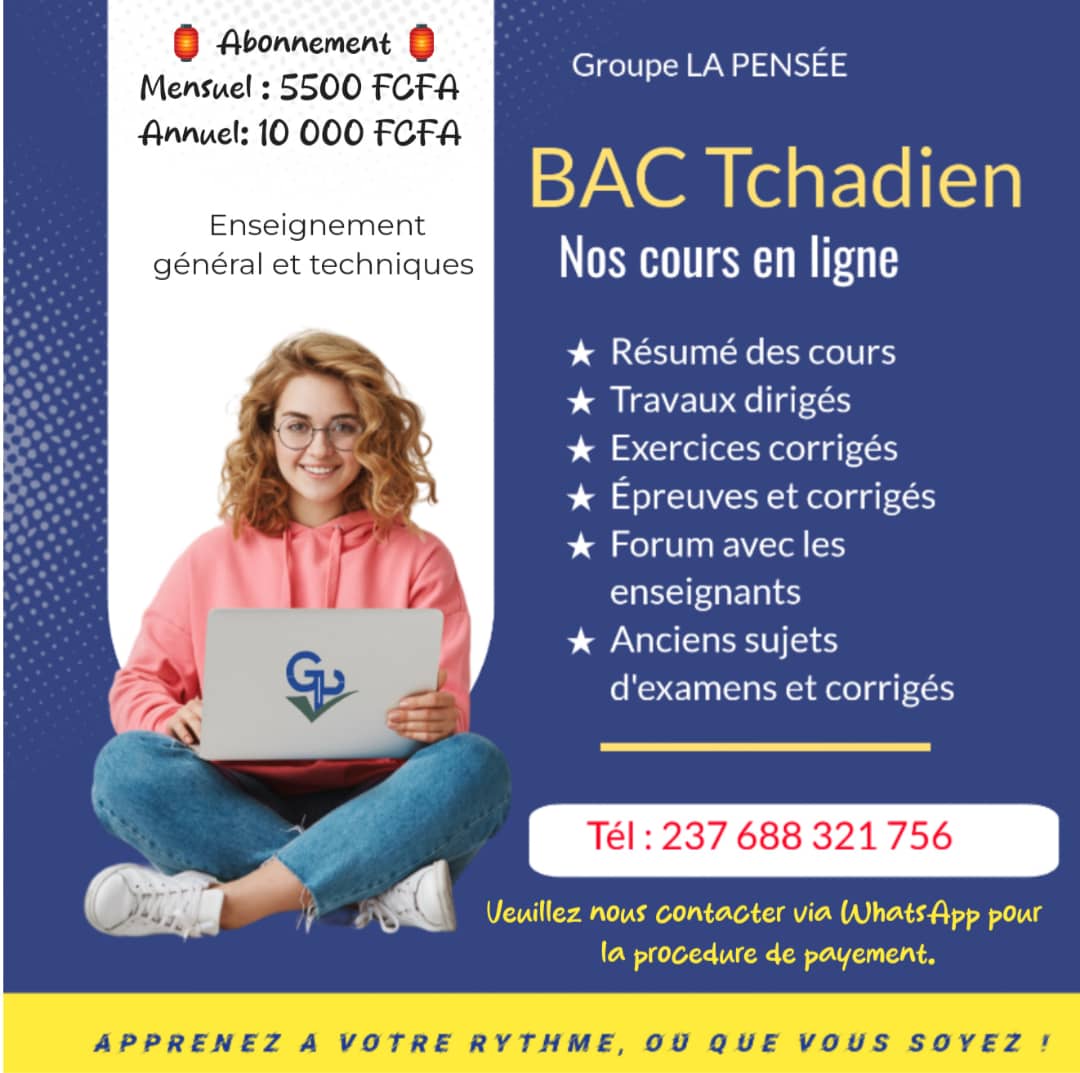 Abonnement
Mensuel : 5500 FCFA
Annuel: 10 000 FCFA
Enseignement
général et techniques
Groupe LA PENSÉE
BAC Tchadien
Nos cours en ligne
★ Résumé des cours
★ Travaux dirigés
★ Exercices corrigés
★ Épreuves et corrigés
★ Forum avec les
enseignants
★ Anciens sujets
d'examens et corrigés
GP
Tél : 237 688 321 756
Veuillez nous contacter via WhatsApp pour
la procedure de payement.
APPRENEZ A VOTRE RYTHME, OÙ QUE VOUS SOYEZ !